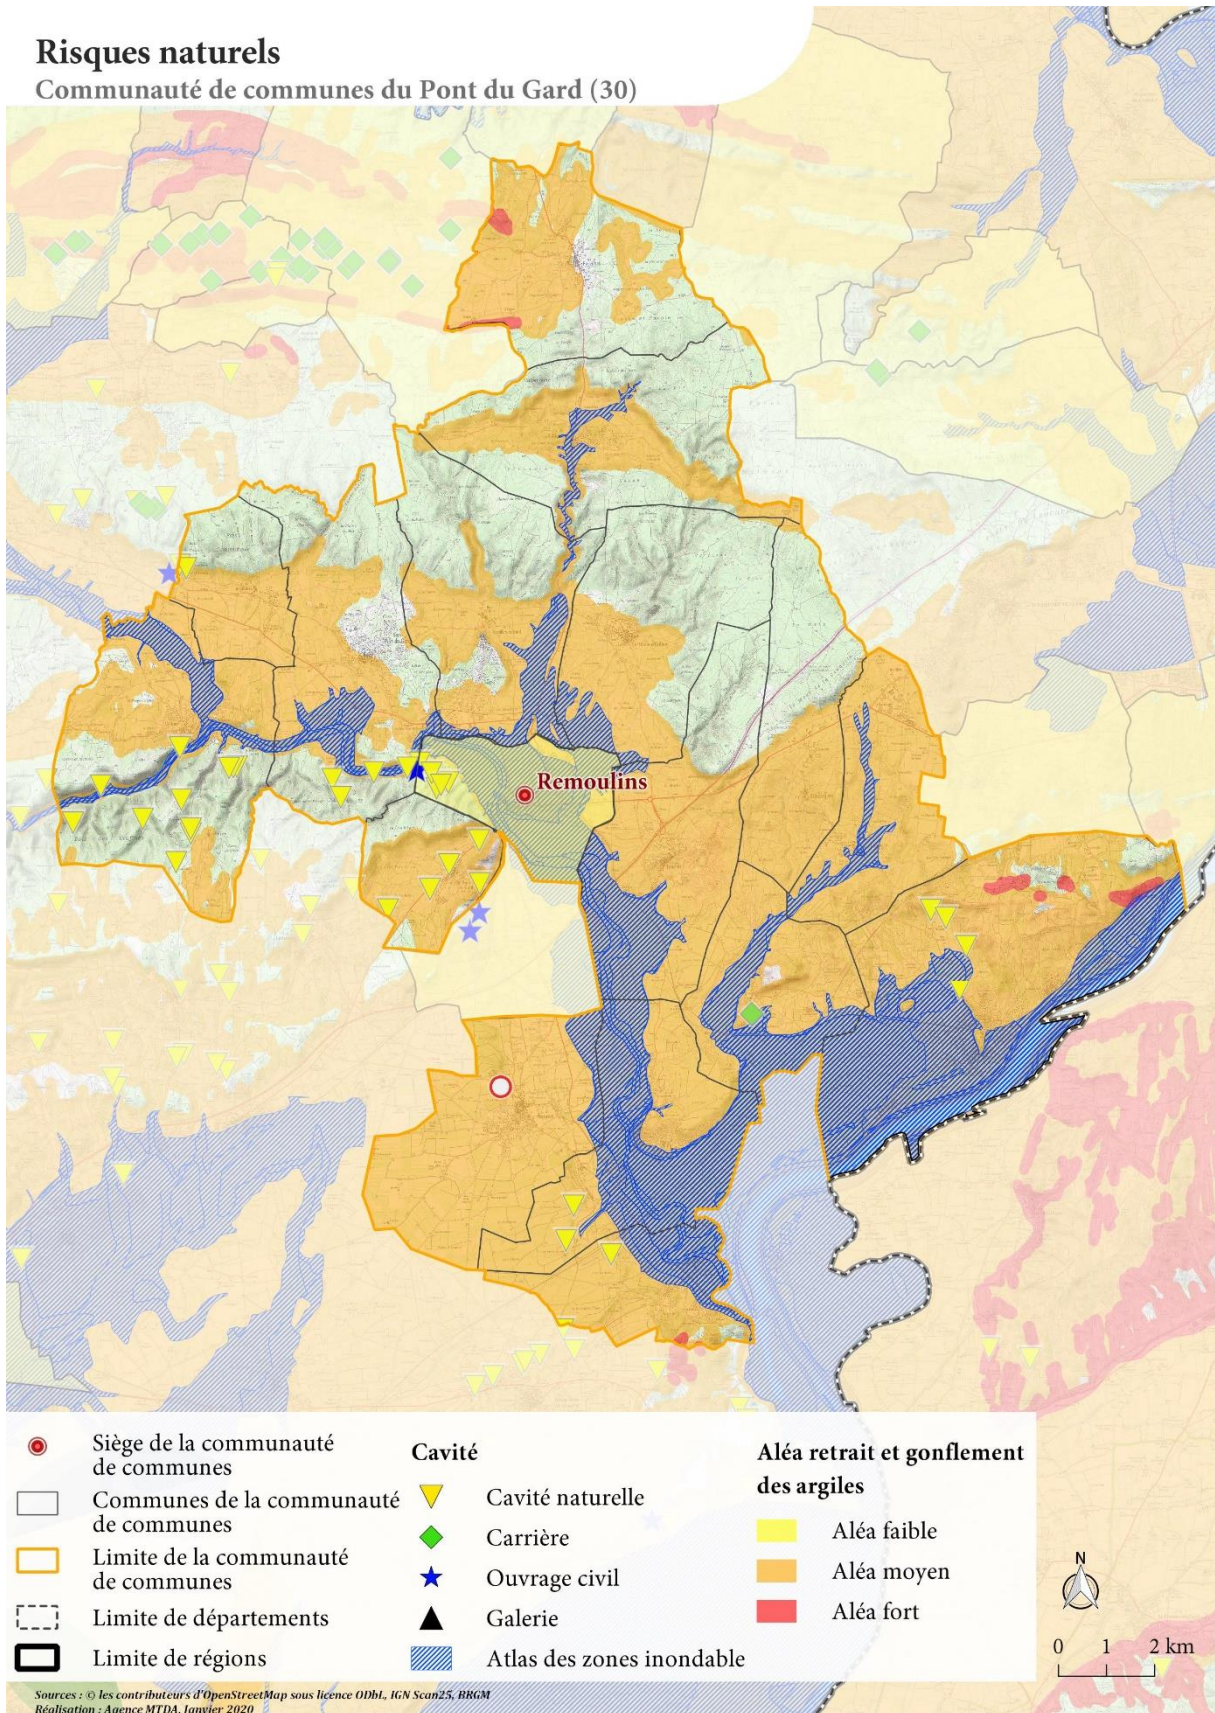 Risques naturels
Communauté de communes du Pont du Gard (30)
Remoulins
Siège de la communauté
de communes
Communes de la communauté
de communes
Limite de la communauté
de communes
Limite de départements
Limite de régions
Cavité
Cavité naturelle
Carrière
Ouvrage civil
Galerie
Atlas des zones inondable
Aléa retrait et gonflement
des argiles
Aléa faible
Aléa moyen
Aléa fort
N
0 1 2 km
Sources : © les contributeurs d'OpenStreetMap sous licence ODbL, IGN Scan25, BRGM
Réalisation : Agence MTDA, Janvier 2020